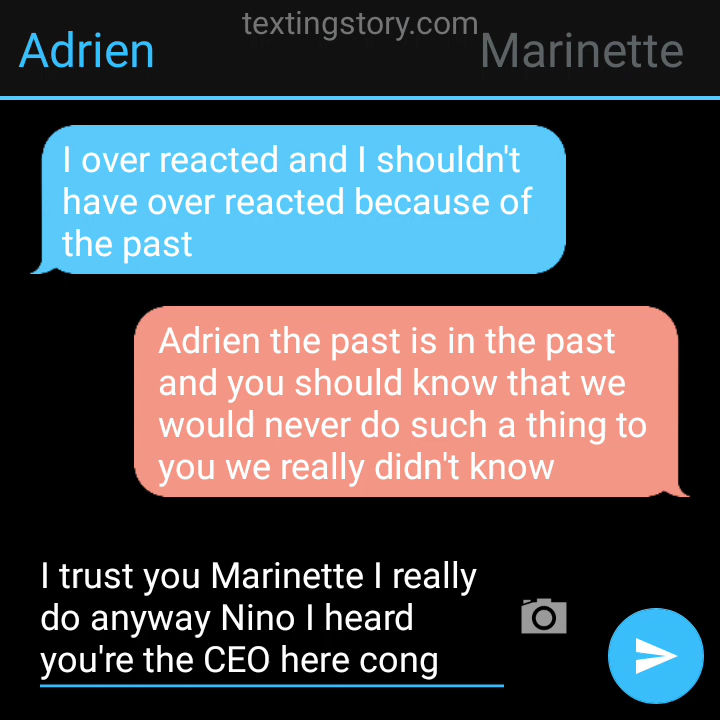 textingstory.com
Adrien
Marinette
I over reacted and I shouldn't
have over reacted because of
the past
Adrien the past is in the past
and you should know that we
would never do such a thing to
you we really didn't know
I trust you Marinette I really
do anyway Nino I heard
you're the CEO here cong